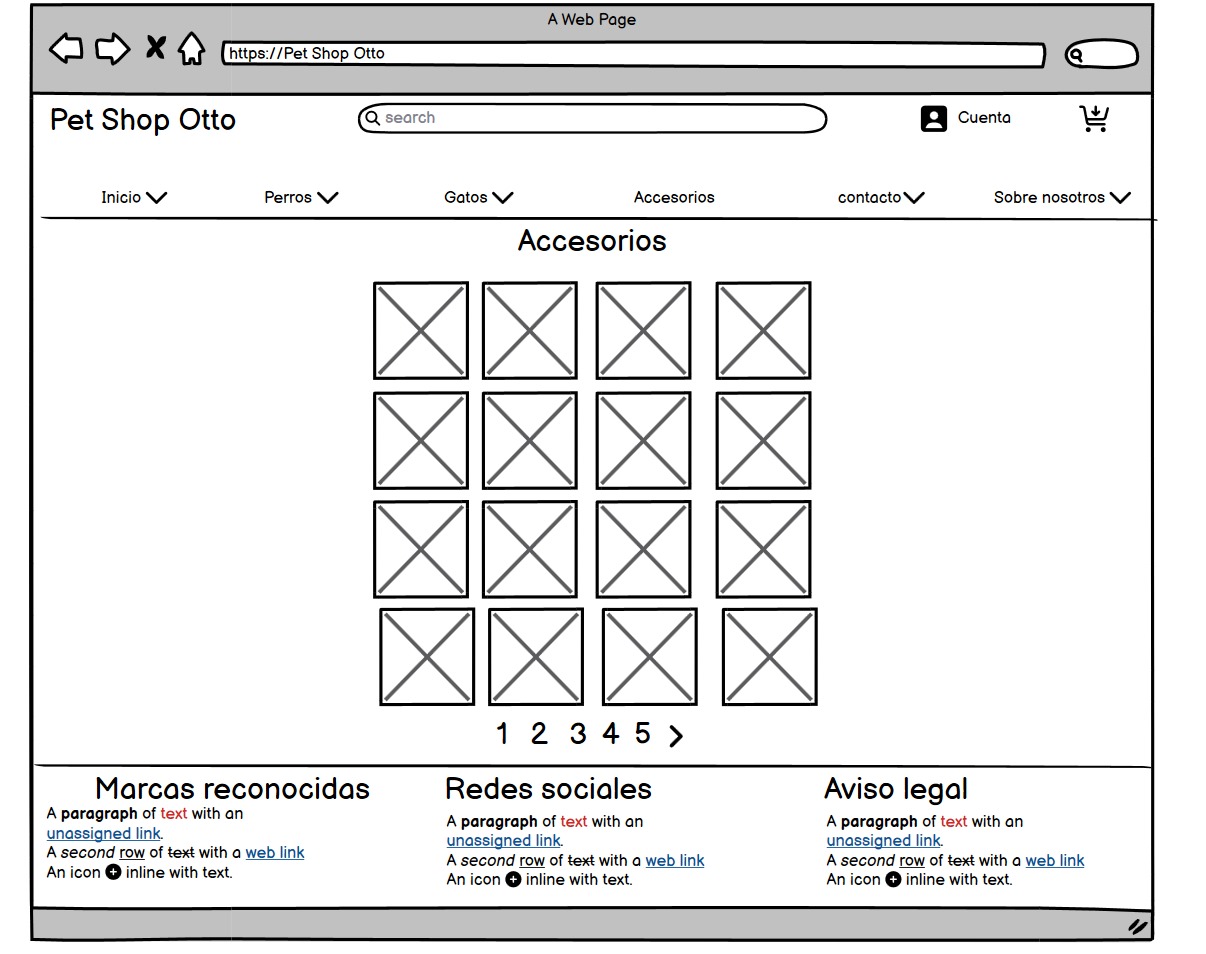 A Web Page
https://Pet Shop Otto
Pet Shop Otto
search
Cuenta
Inicio
Perros
Gatos
Accesorios
contacto
Sobre nosotros
Accesorios
1 2 3 4 5
Marcas reconocidas
A paragraph of text with an
unassigned link.
A second row of text with a web link
An icon inline with text.
Redes sociales
A paragraph of text with an
unassigned link.
A second row of text with a web link
An icon inline with text.
Aviso legal
A paragraph of text with an
unassigned link.
A second row of text with a web link
An icon inline with text.